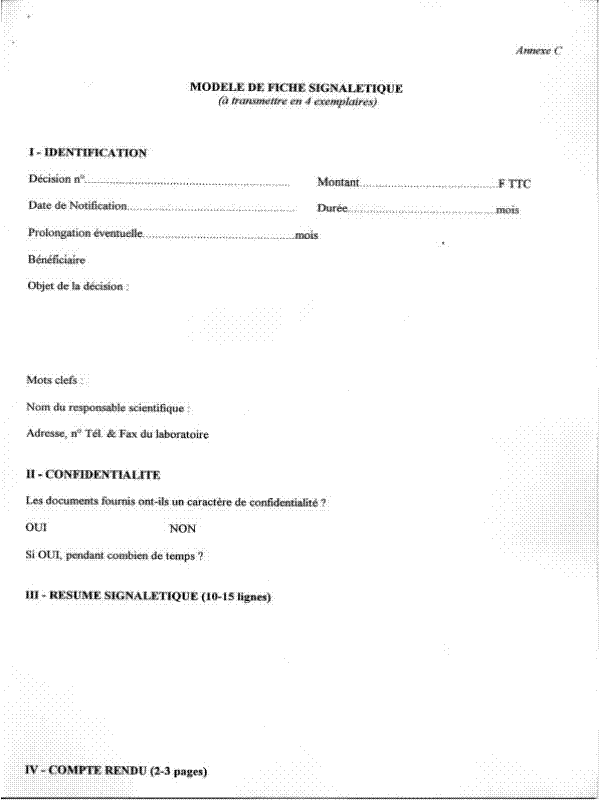 Annexe C
MODELE DE FICHE SIGNALETIQUE
(à transmettre en 4 exemplaires)
I - IDENTIFICATION
Décision n°.......................................................... Montant........................................F TTC
Date de Notification................................................ Durée...........................................mois
Prolongation éventuelle...........................................mois
Bénéficiaire
Objet de la décision :
Mots clefs :
Nom du responsable scientifique :
Adresse, n° Tél. & Fax du laboratoire
II - CONFIDENTIALITE
Les documents fournis ont-ils un caractère de confidentialité ?
OUI NON
Si OUI, pendant combien de temps ?
III - RESUME SIGNALETIQUE (10-15 lignes)
IV - COMPTE RENDU (2-3 pages)